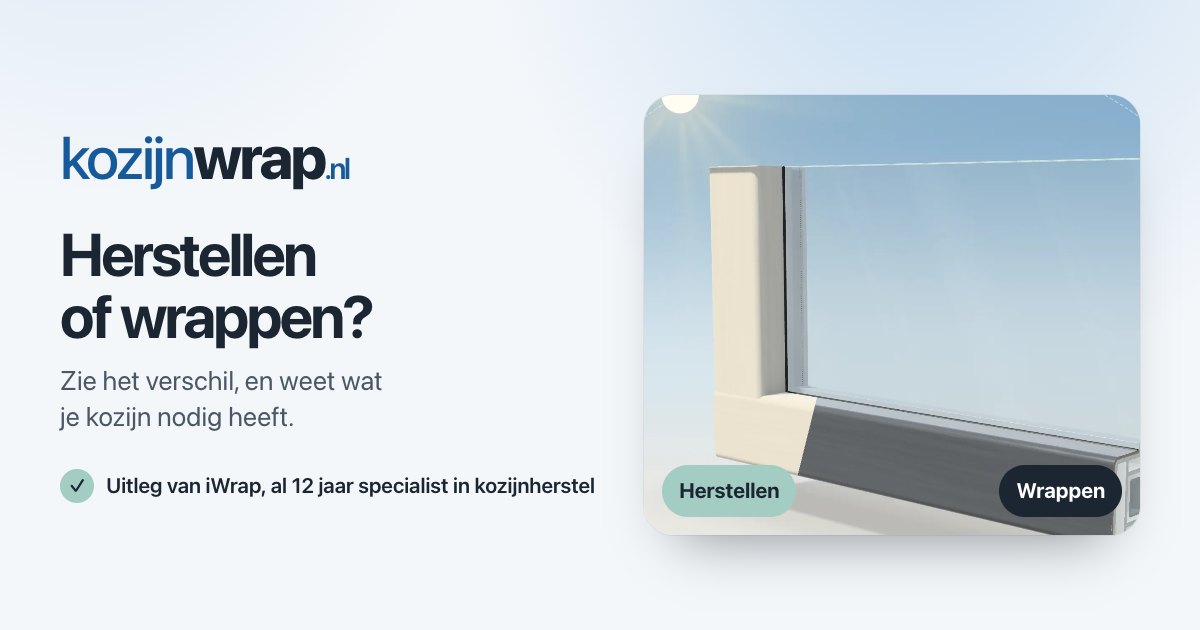 kozijnwrap.nl
Herstellen
of wrappen?
Zie het verschil, en weet wat
je kozijn nodig heeft.
Uitleg van iWrap, al 12 jaar specialist in kozijnherstel
Herstellen
Wrappen